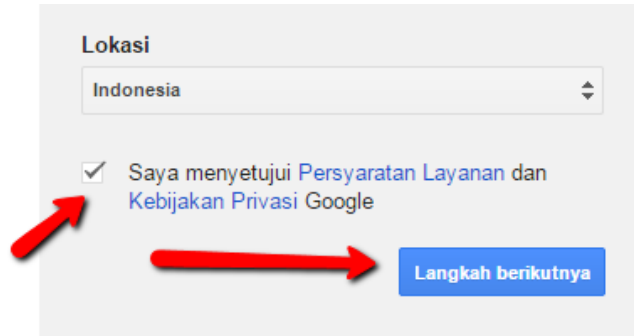 Lokasi
Indonesia
Saya menyetujui Persyaratan Layanan dan
Kebijakan Privasi Google
Langkah berikutnya